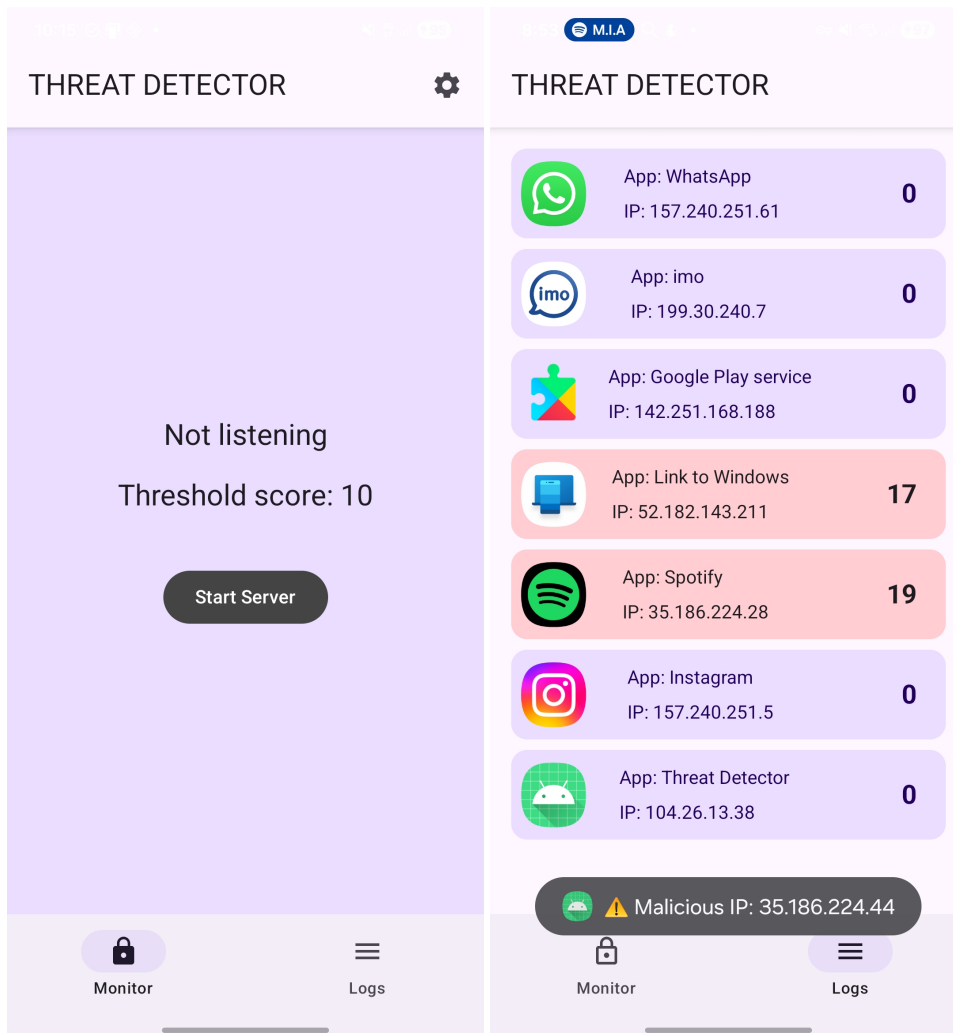 THREAT DETECTOR
Not listening
Threshold score: 10
Start Server
Monitor
Logs
M.I.A
THREAT DETECTOR
App: WhatsApp
IP: 157.240.251.61
0
imo
App: imo
IP: 199.30.240.7
0
App: Google Play service
IP: 142.251.168.188
0
App: Link to Windows
IP: 52.182.143.211
17
App: Spotify
IP: 35.186.224.28
19
App: Instagram
IP: 157.240.251.5
0
App: Threat Detector
IP: 104.26.13.38
0
⚠️ Malicious IP: 35.186.224.44
Monitor
Logs